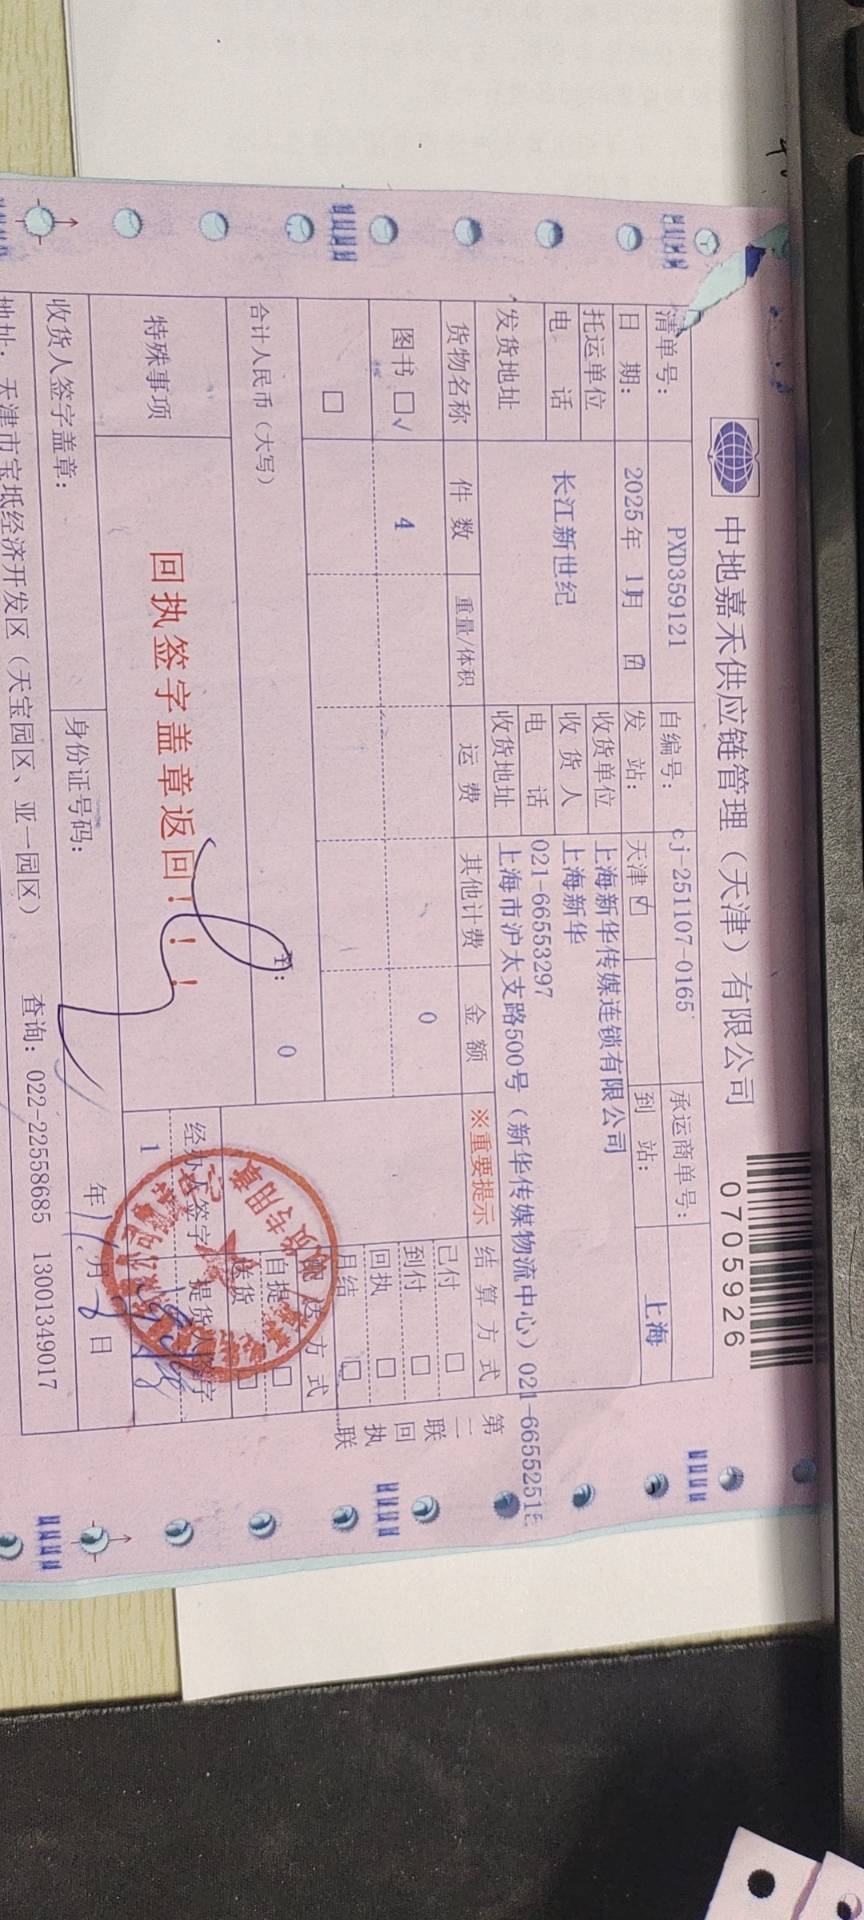 中地嘉禾供应链管理（天津）有限公司
0705926
清单号： PXD359121 自编号： cj-251107-0165 承运商单号：
日 期： 2025年 1月 日 发 站： 天津 到 站： 上海
托运单位 长江新世纪 收货单位 上海新华传媒连锁有限公司
收 货 人 上海新华
电 话 电 话 021-66553297
发货地址 收货地址 上海市沪太支路500号（新华传媒物流中心）021-6655251
货物名称 件 数 重量/体积 运 费 其他计费 金 额 ※重要提示 结 算 方 式
图书 □√ 4 0 已付 □
到付 □
□ 回执 □
月结 □
合计人民币（大写） 0 方 式
自提 □
送货 □
特殊事项 回执签字盖章返回！！！ 经办人签字 提货人签字
1
收货人签字盖章： 身份证号码： 年 月 日
地址：天津市宝坻经济开发区（天宝园区、亚一园区） 查询：022-22558685 13001349017
第二联 回执联